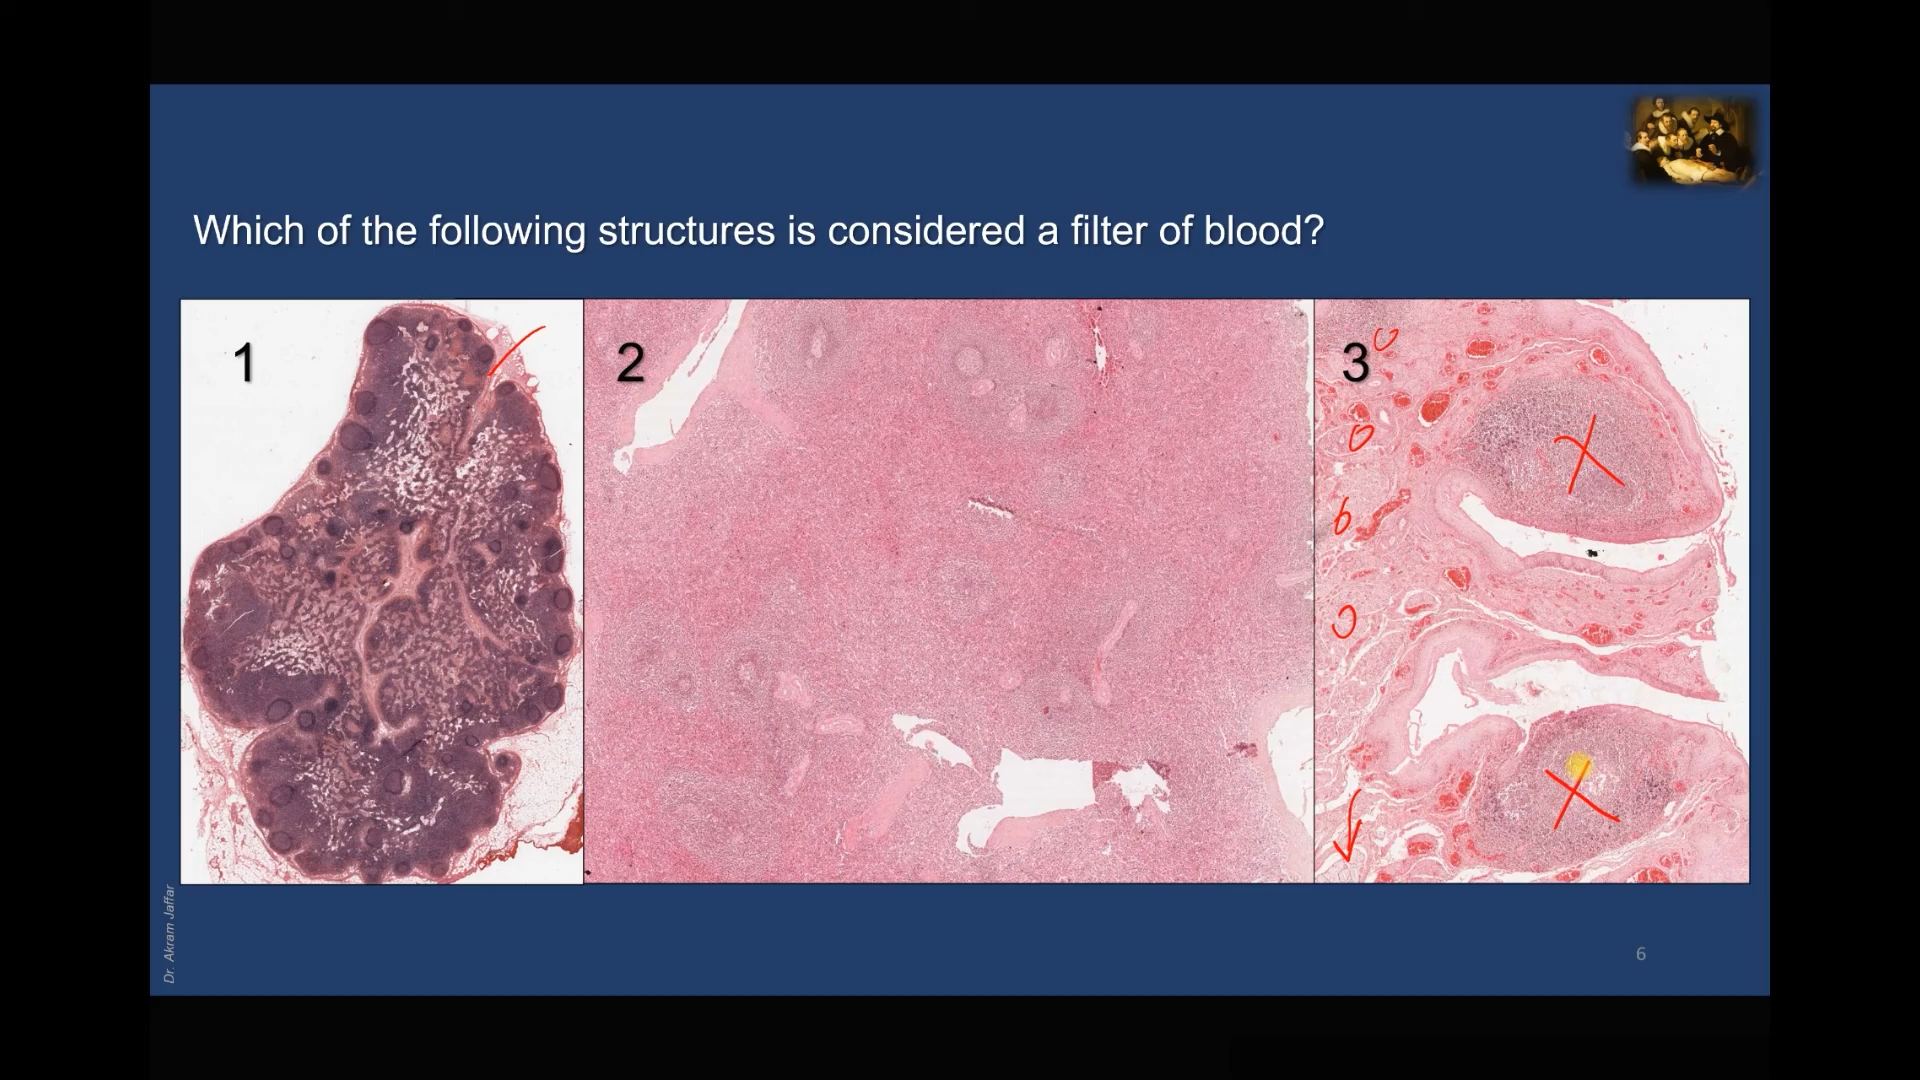 Which of the following structures is considered a filter of blood?
1
2
3
Dr. Akram Jaffar
6